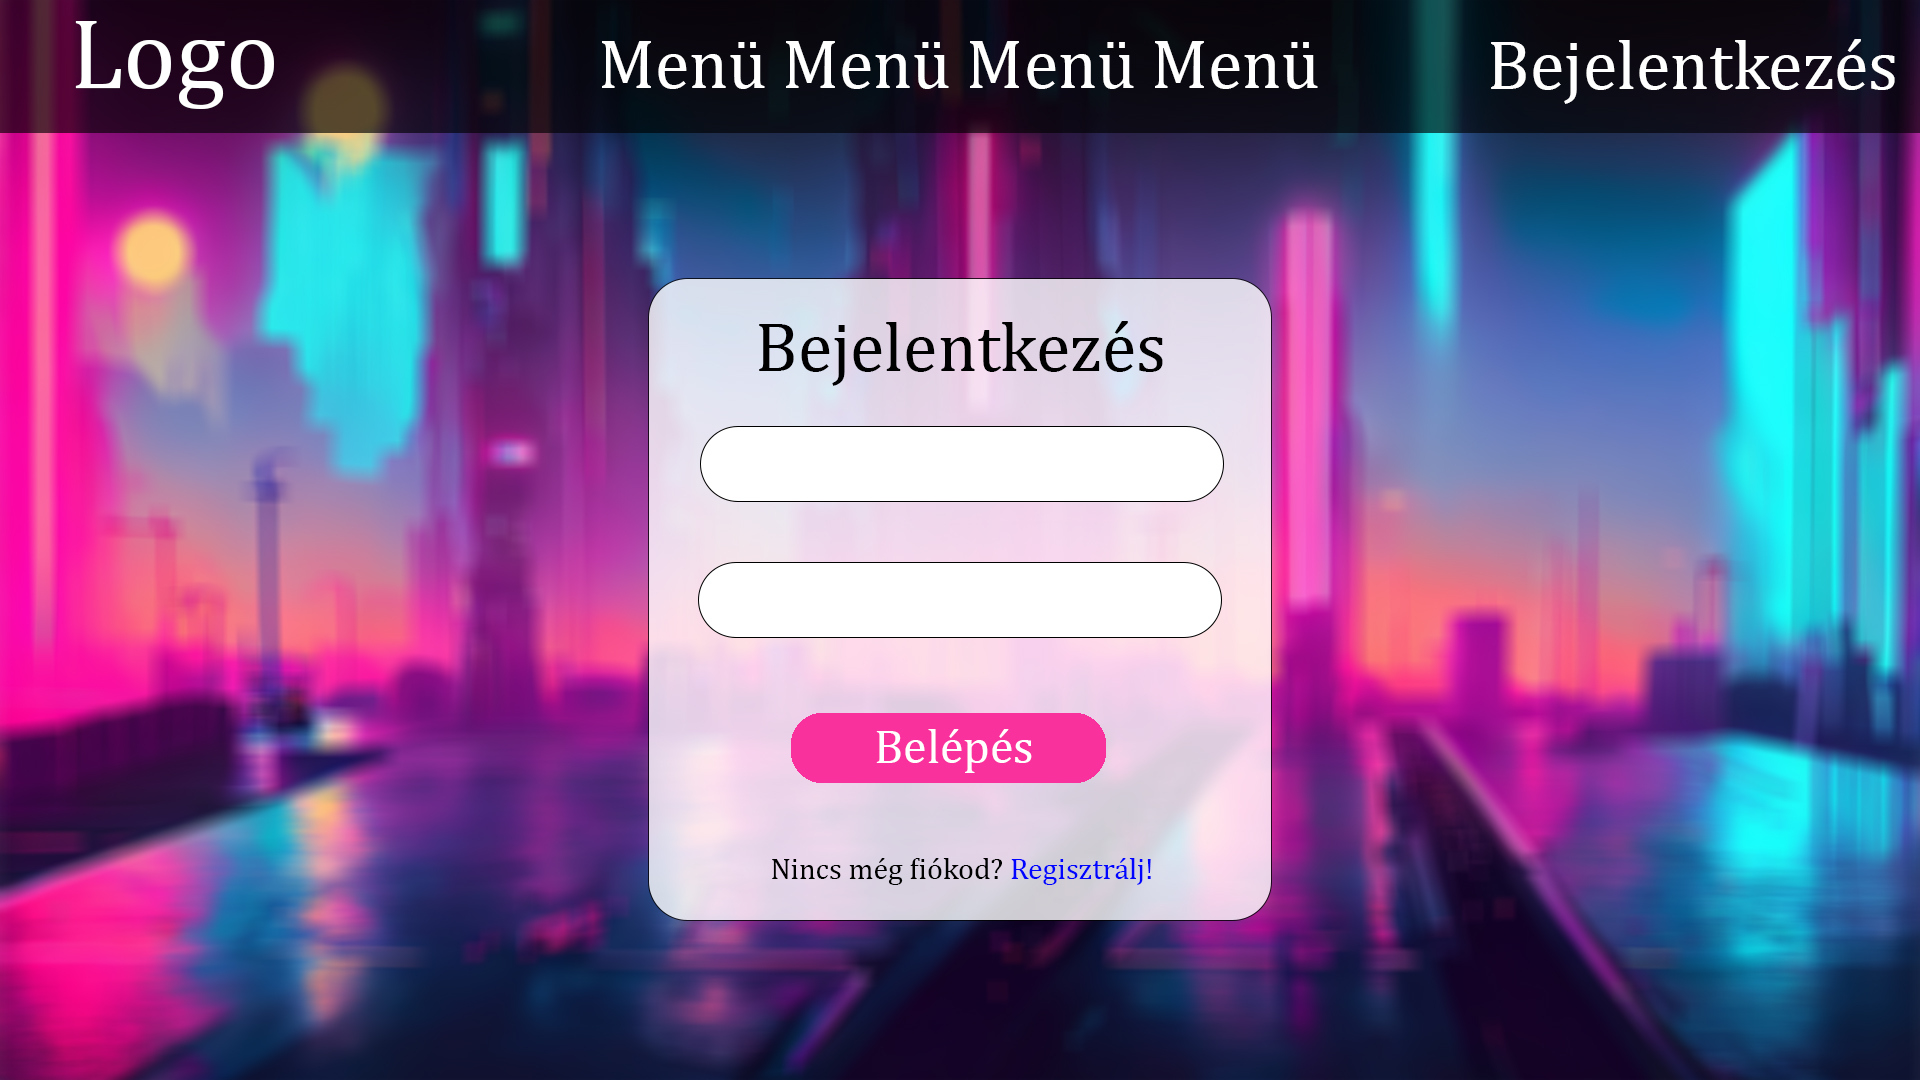 Logo
Menü Menü Menü Menü
Bejelentkezés
Bejelentkezés
Belépés
Nincs még fiókod? Regisztrálj!